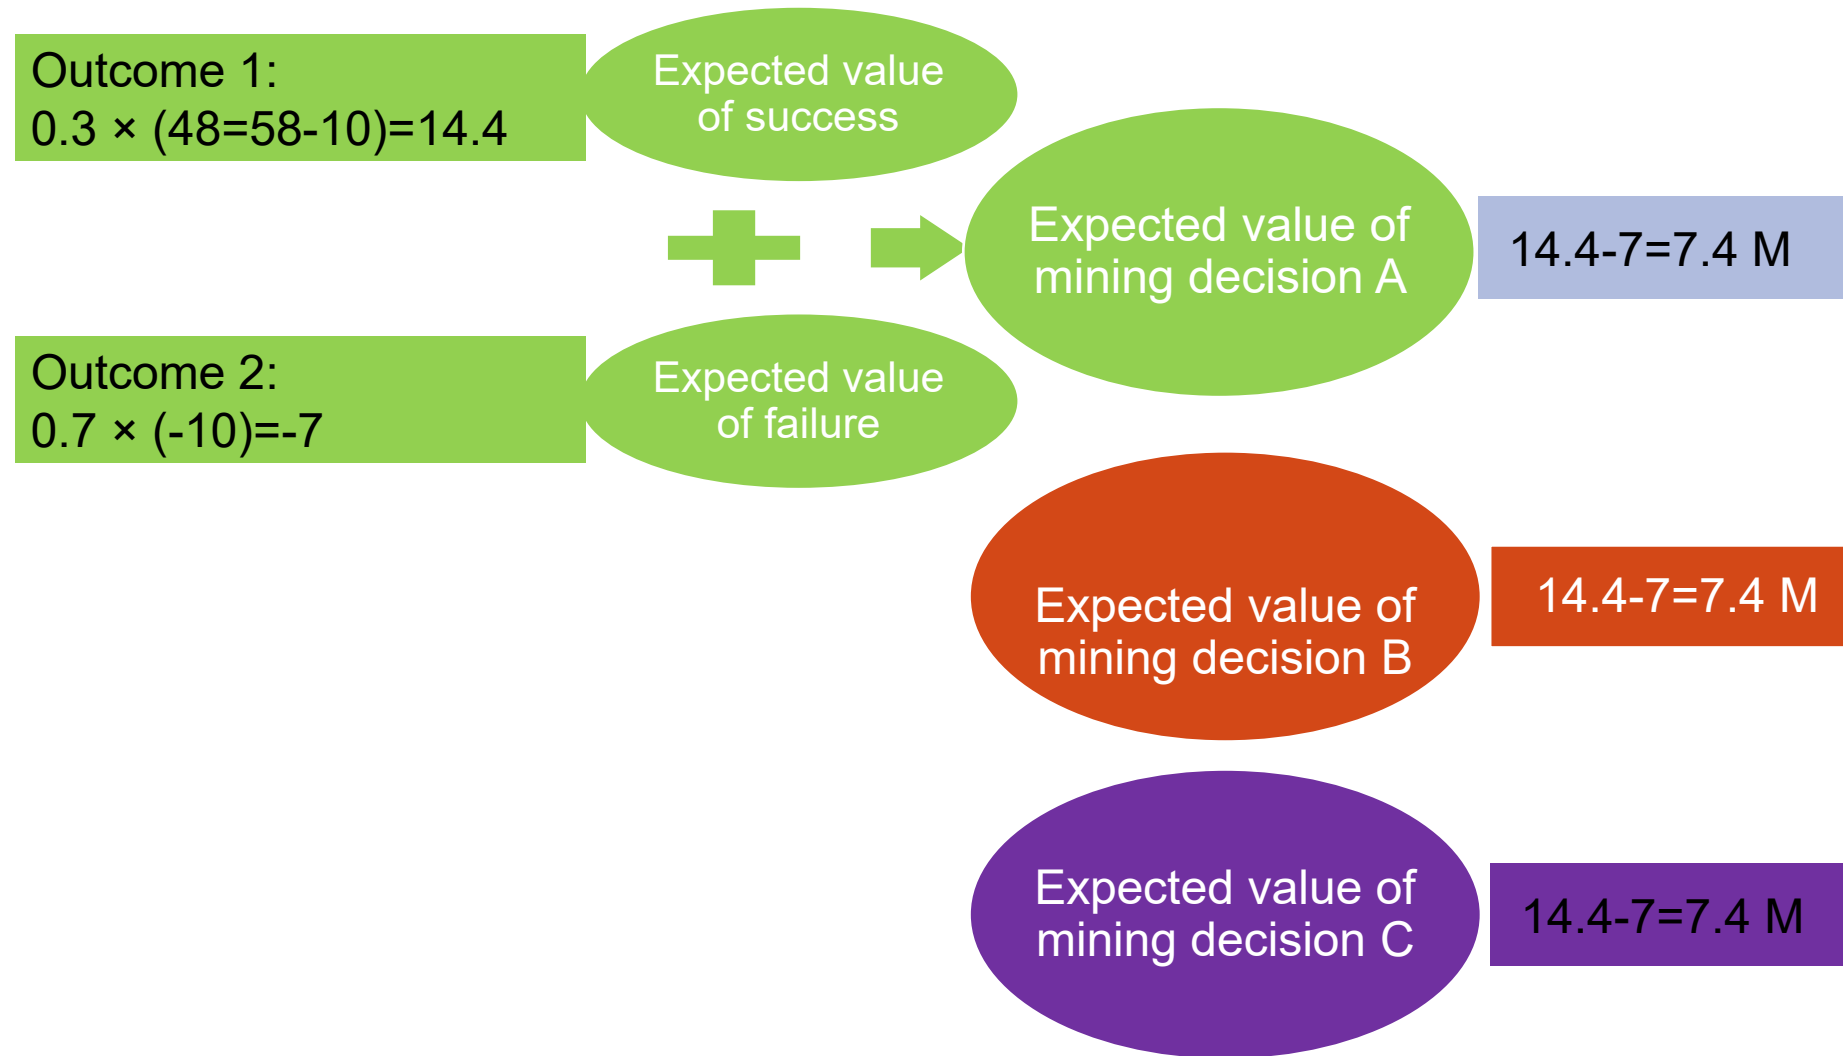 Outcome 1:
0.3 × (48=58-10)=14.4
Expected value
of success
Expected value of
mining decision A
14.4-7=7.4 M
Outcome 2:
0.7 × (-10)=-7
Expected value
of failure
Expected value of
mining decision B
14.4-7=7.4 M
Expected value of
mining decision C
14.4-7=7.4 M